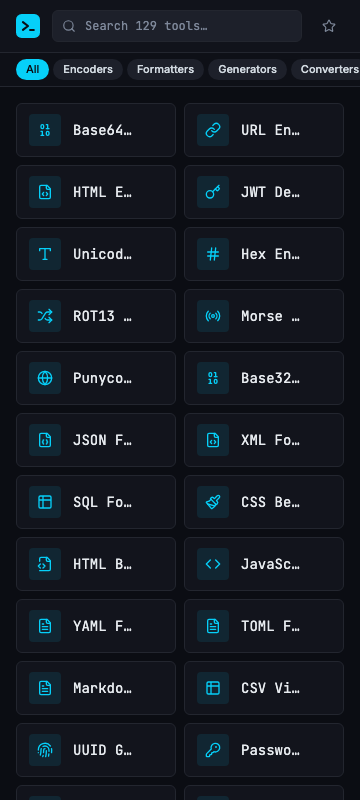 Search 129 tools…
All Encoders Formatters Generators Converters
Base64… URL En…
HTML E… JWT De…
Unicod… Hex En…
ROT13 … Morse …
Punyco… Base32…
JSON F… XML Fo…
SQL Fo… CSS Be…
HTML B… JavaSc…
YAML F… TOML F…
Markdo… CSV Vi…
UUID G… Passwo…